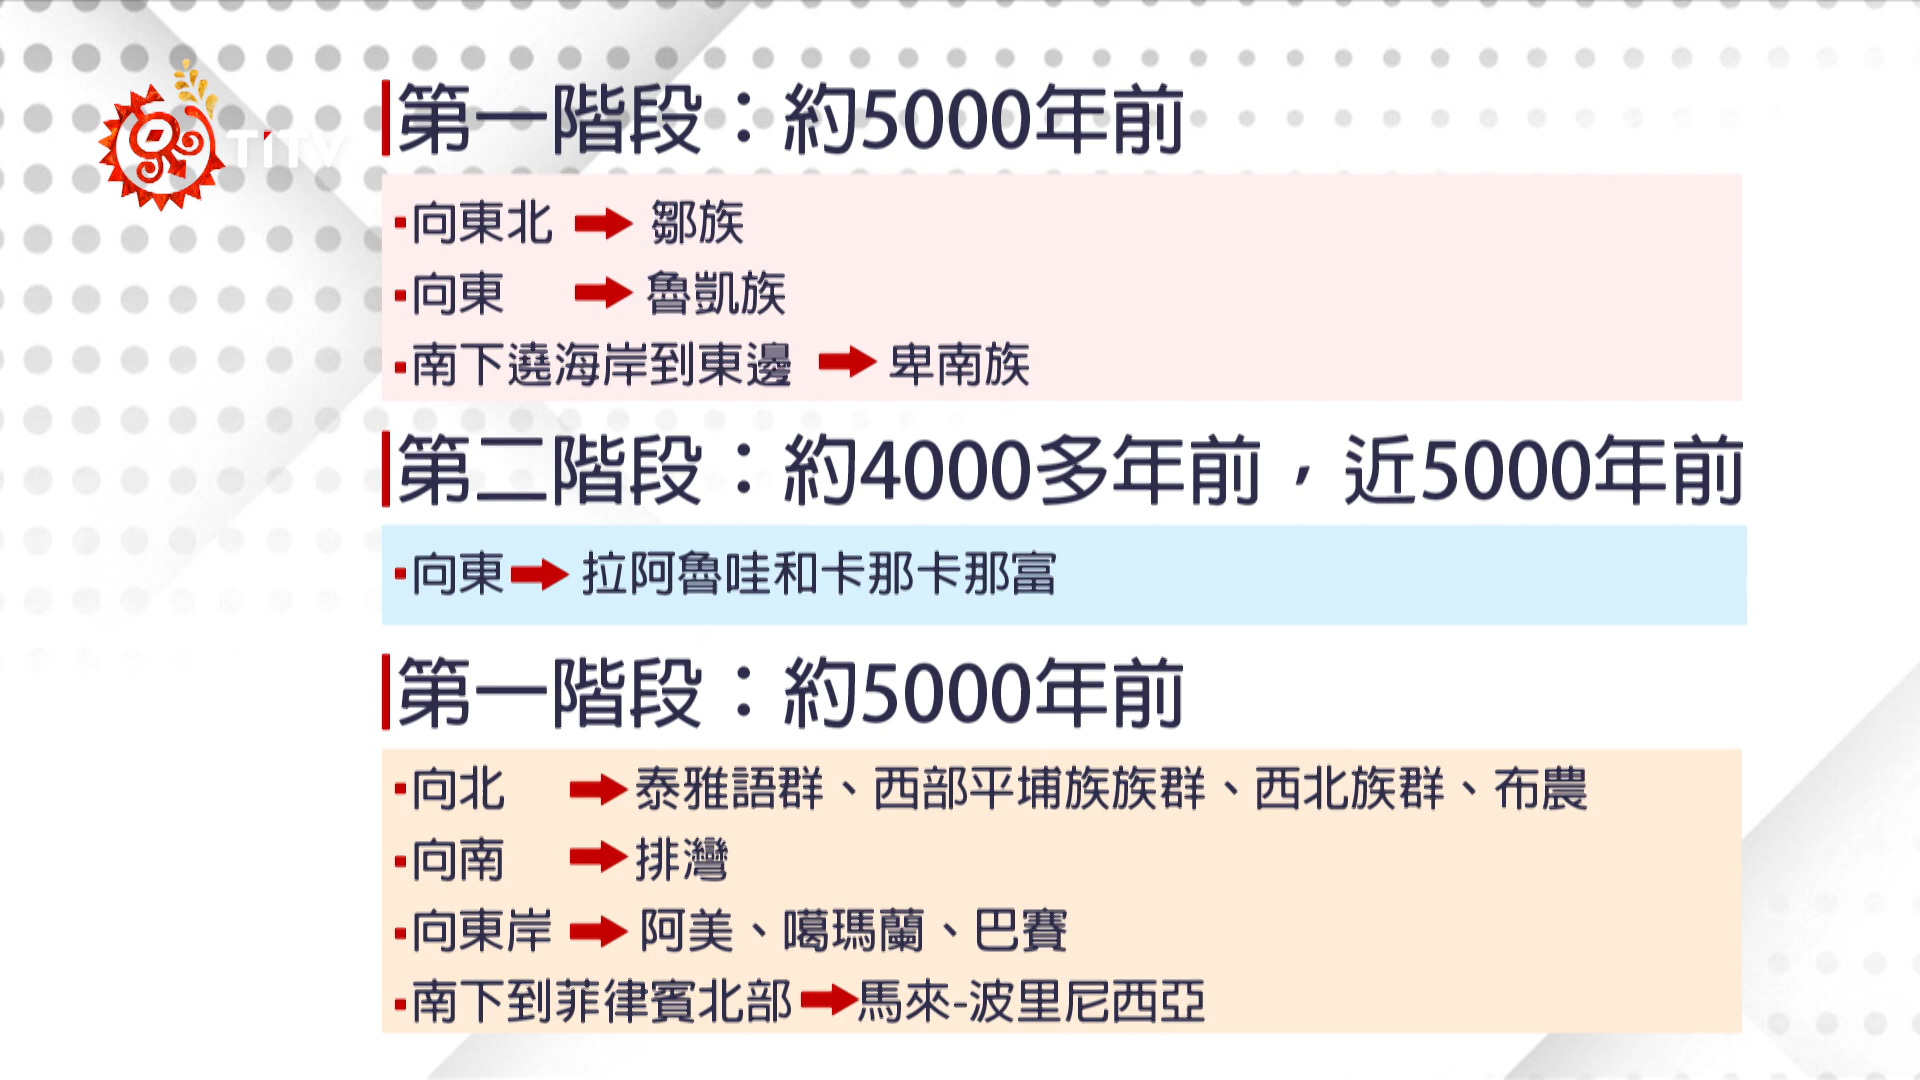 TITV
第一階段：約5000年前
▪向東北 ➡ 鄒族
▪向東 ➡ 魯凱族
▪南下遶海岸到東邊 ➡ 卑南族
第二階段：約4000多年前，近5000年前
▪向東➡拉阿魯哇和卡那卡那富
第一階段：約5000年前
▪向北 ➡泰雅語群、西部平埔族族群、西北族群、布農
▪向南 ➡排灣
▪向東岸 ➡阿美、噶瑪蘭、巴賽
▪南下到菲律賓北部➡馬來-波里尼西亞